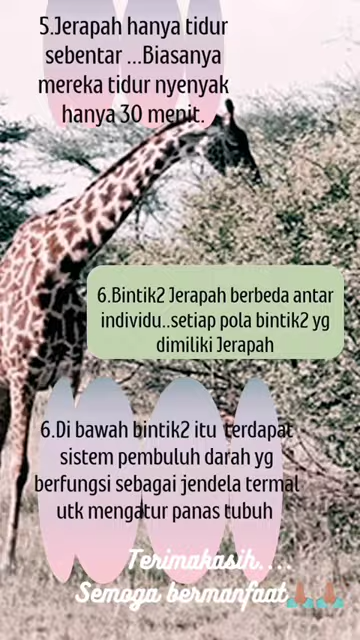 5.Jerapah hanya tidur
sebentar ...Biasanya
mereka tidur nyenyak
hanya 30 menit.
6.Bintik2 Jerapah berbeda antar
individu..setiap pola bintik2 yg
dimiliki Jerapah
6.Di bawah bintik2 itu terdapat
sistem pembuluh darah yg
berfungsi sebagai jendela termal
utk mengatur panas tubuh
Terimakasih....
Semoga bermanfaat🙏🙏